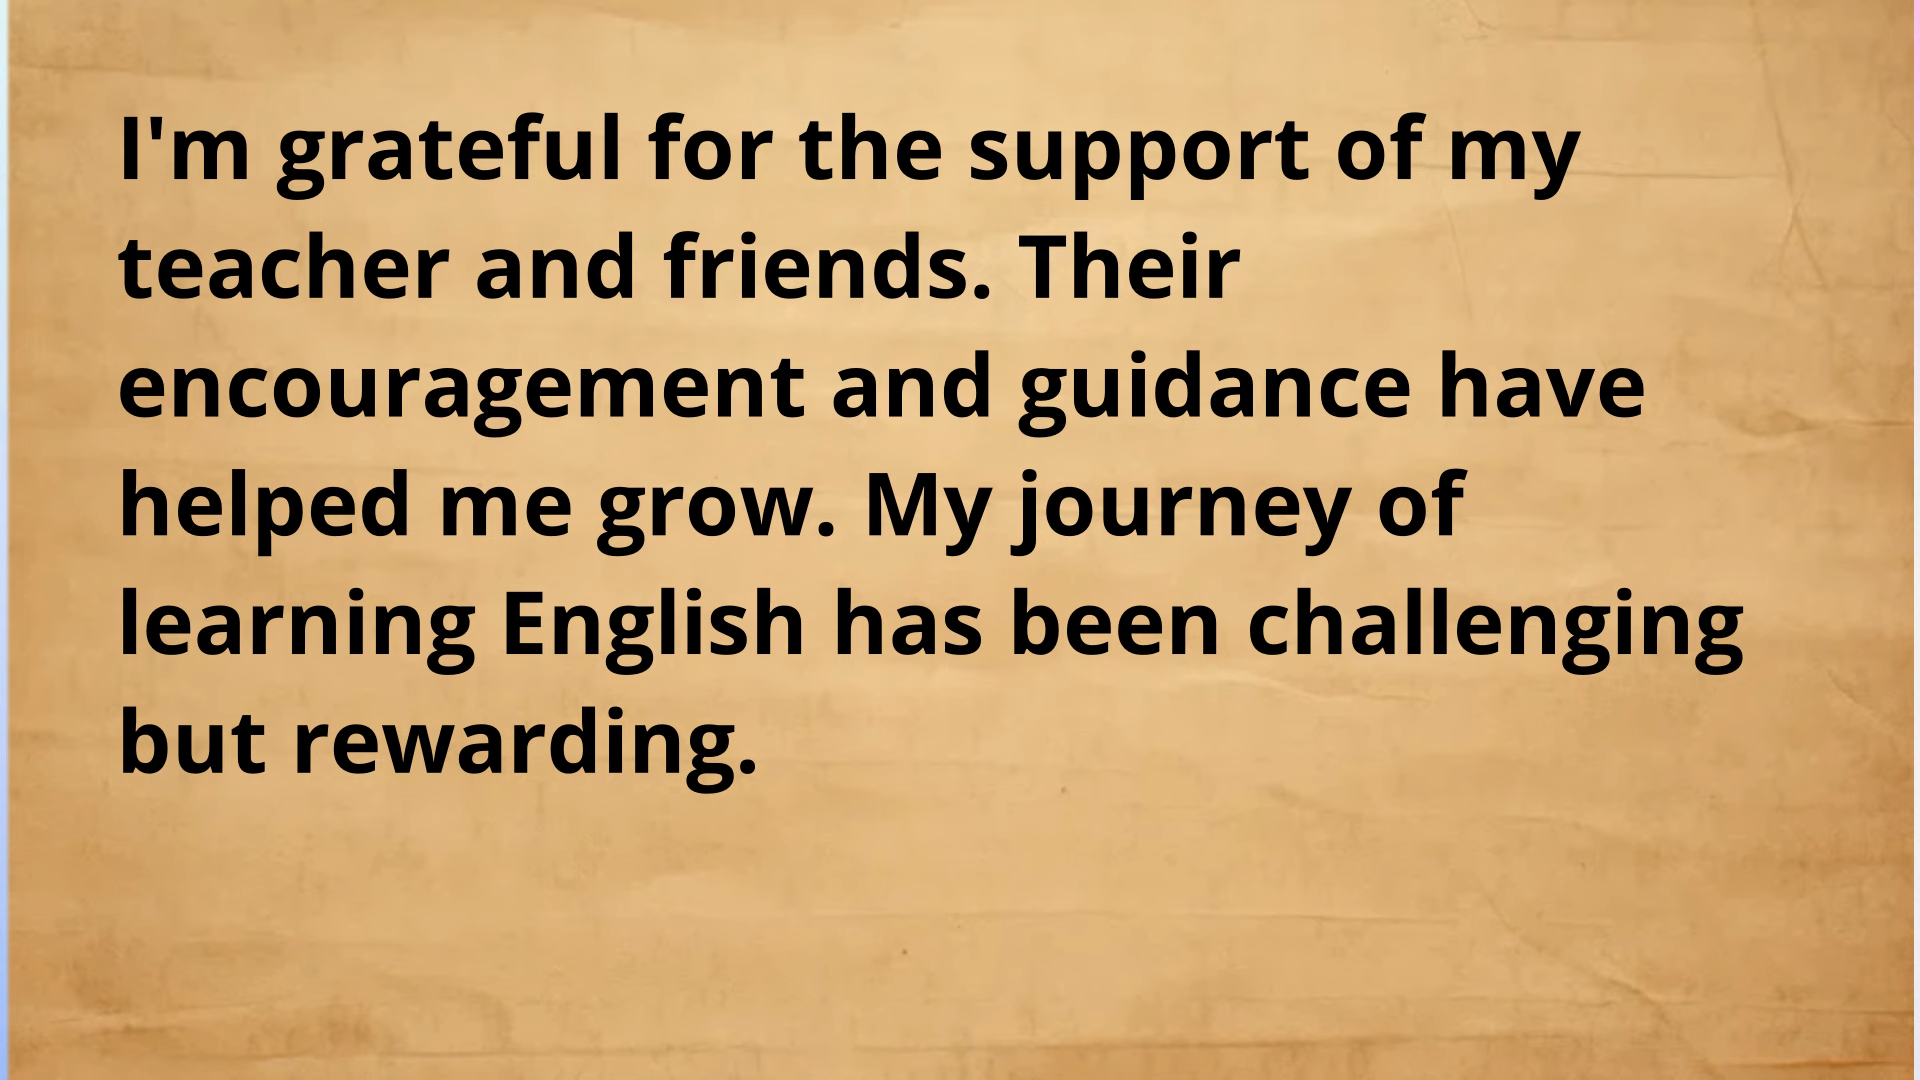 I'm grateful for the support of my
teacher and friends. Their
encouragement and guidance have
helped me grow. My journey of
learning English has been challenging
but rewarding.